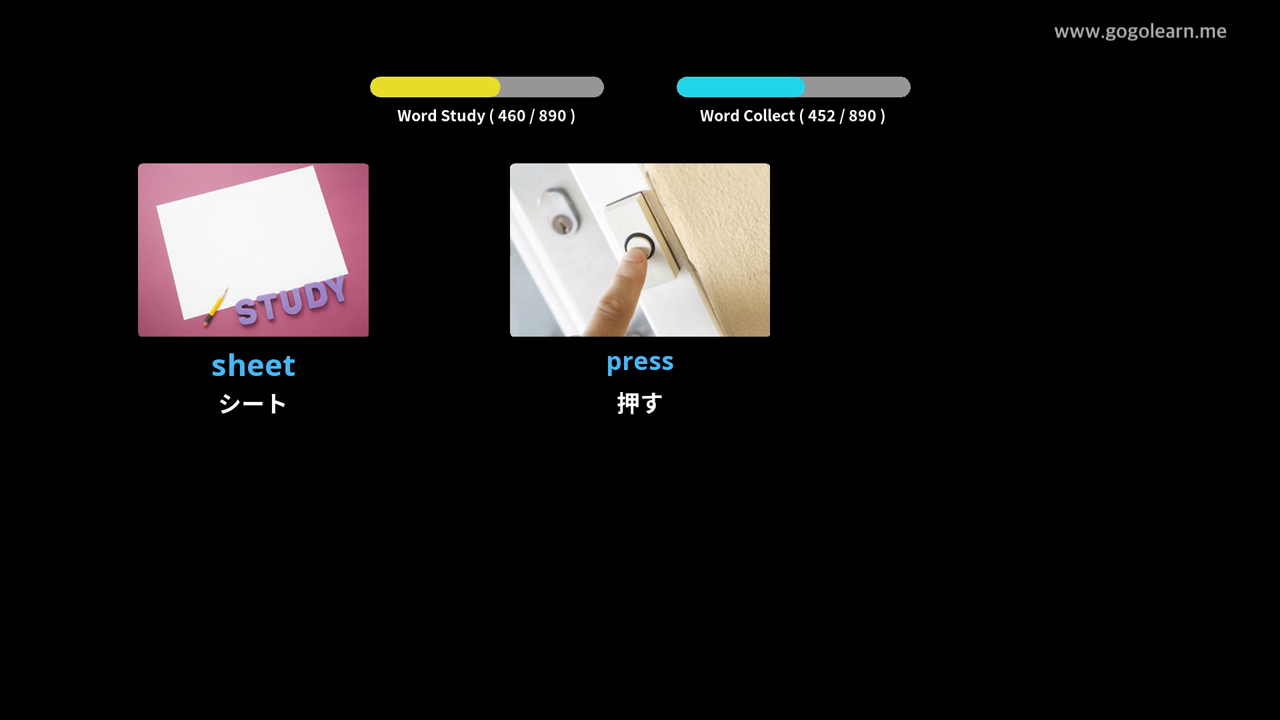 www.gogolearn.me
Word Study ( 460 / 890 )
Word Collect ( 452 / 890 )
STUDY
sheet
シート
press
押す